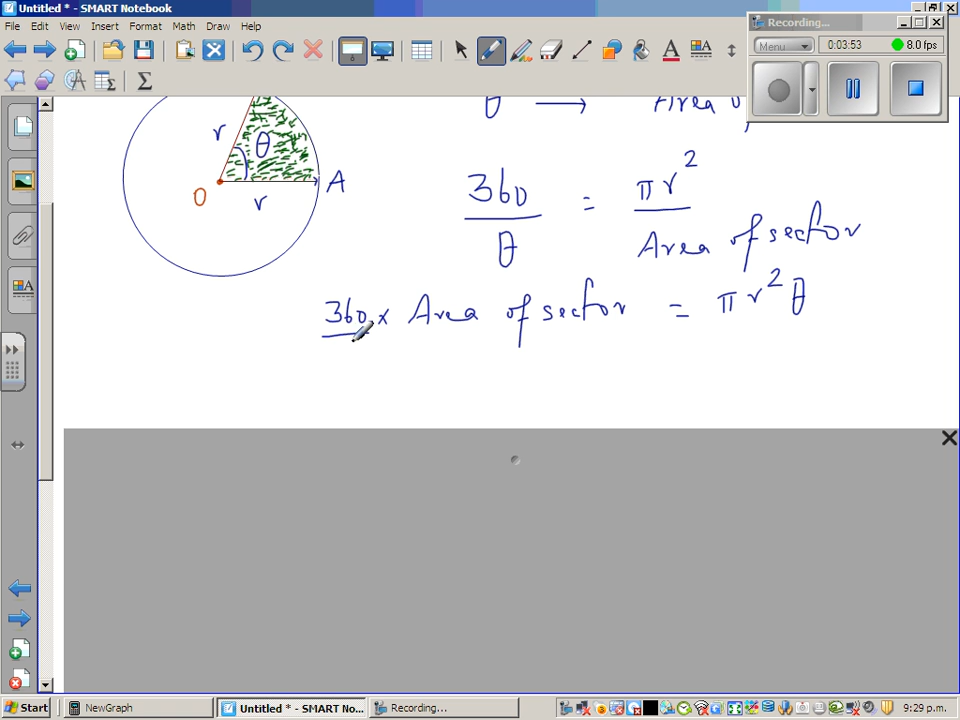 Untitled * - SMART Notebook
File Edit View Insert Format Tools Math Draw Help
Recording...
Menu
0:03:53
8.0 fps
θ → Area o
r θ
O r A
360 / θ = πr² / Area of sector
360 x Area of sector = πr²θ
Start NewGraph Untitled * - SMART No... Recording... 9:29 p.m.